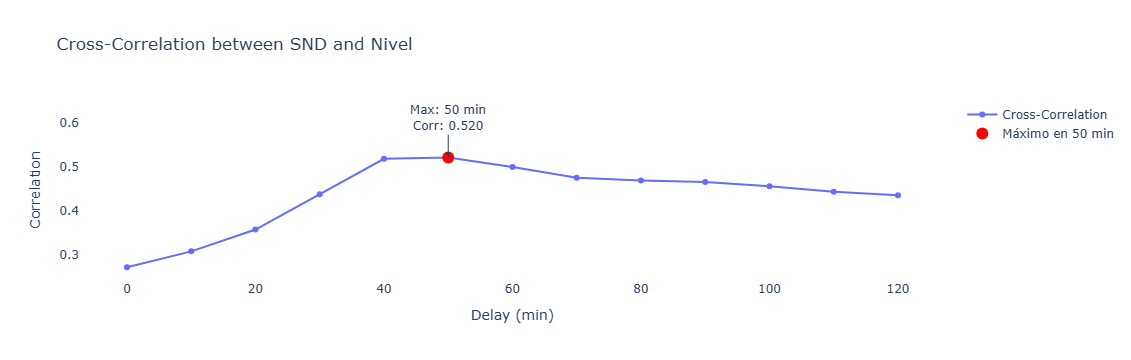 Cross-Correlation between SND and Nivel
Max: 50 min
Corr: 0.520
Cross-Correlation
Máximo en 50 min
Correlation
0.6
0.5
0.4
0.3
0
20
40
60
80
100
120
Delay (min)